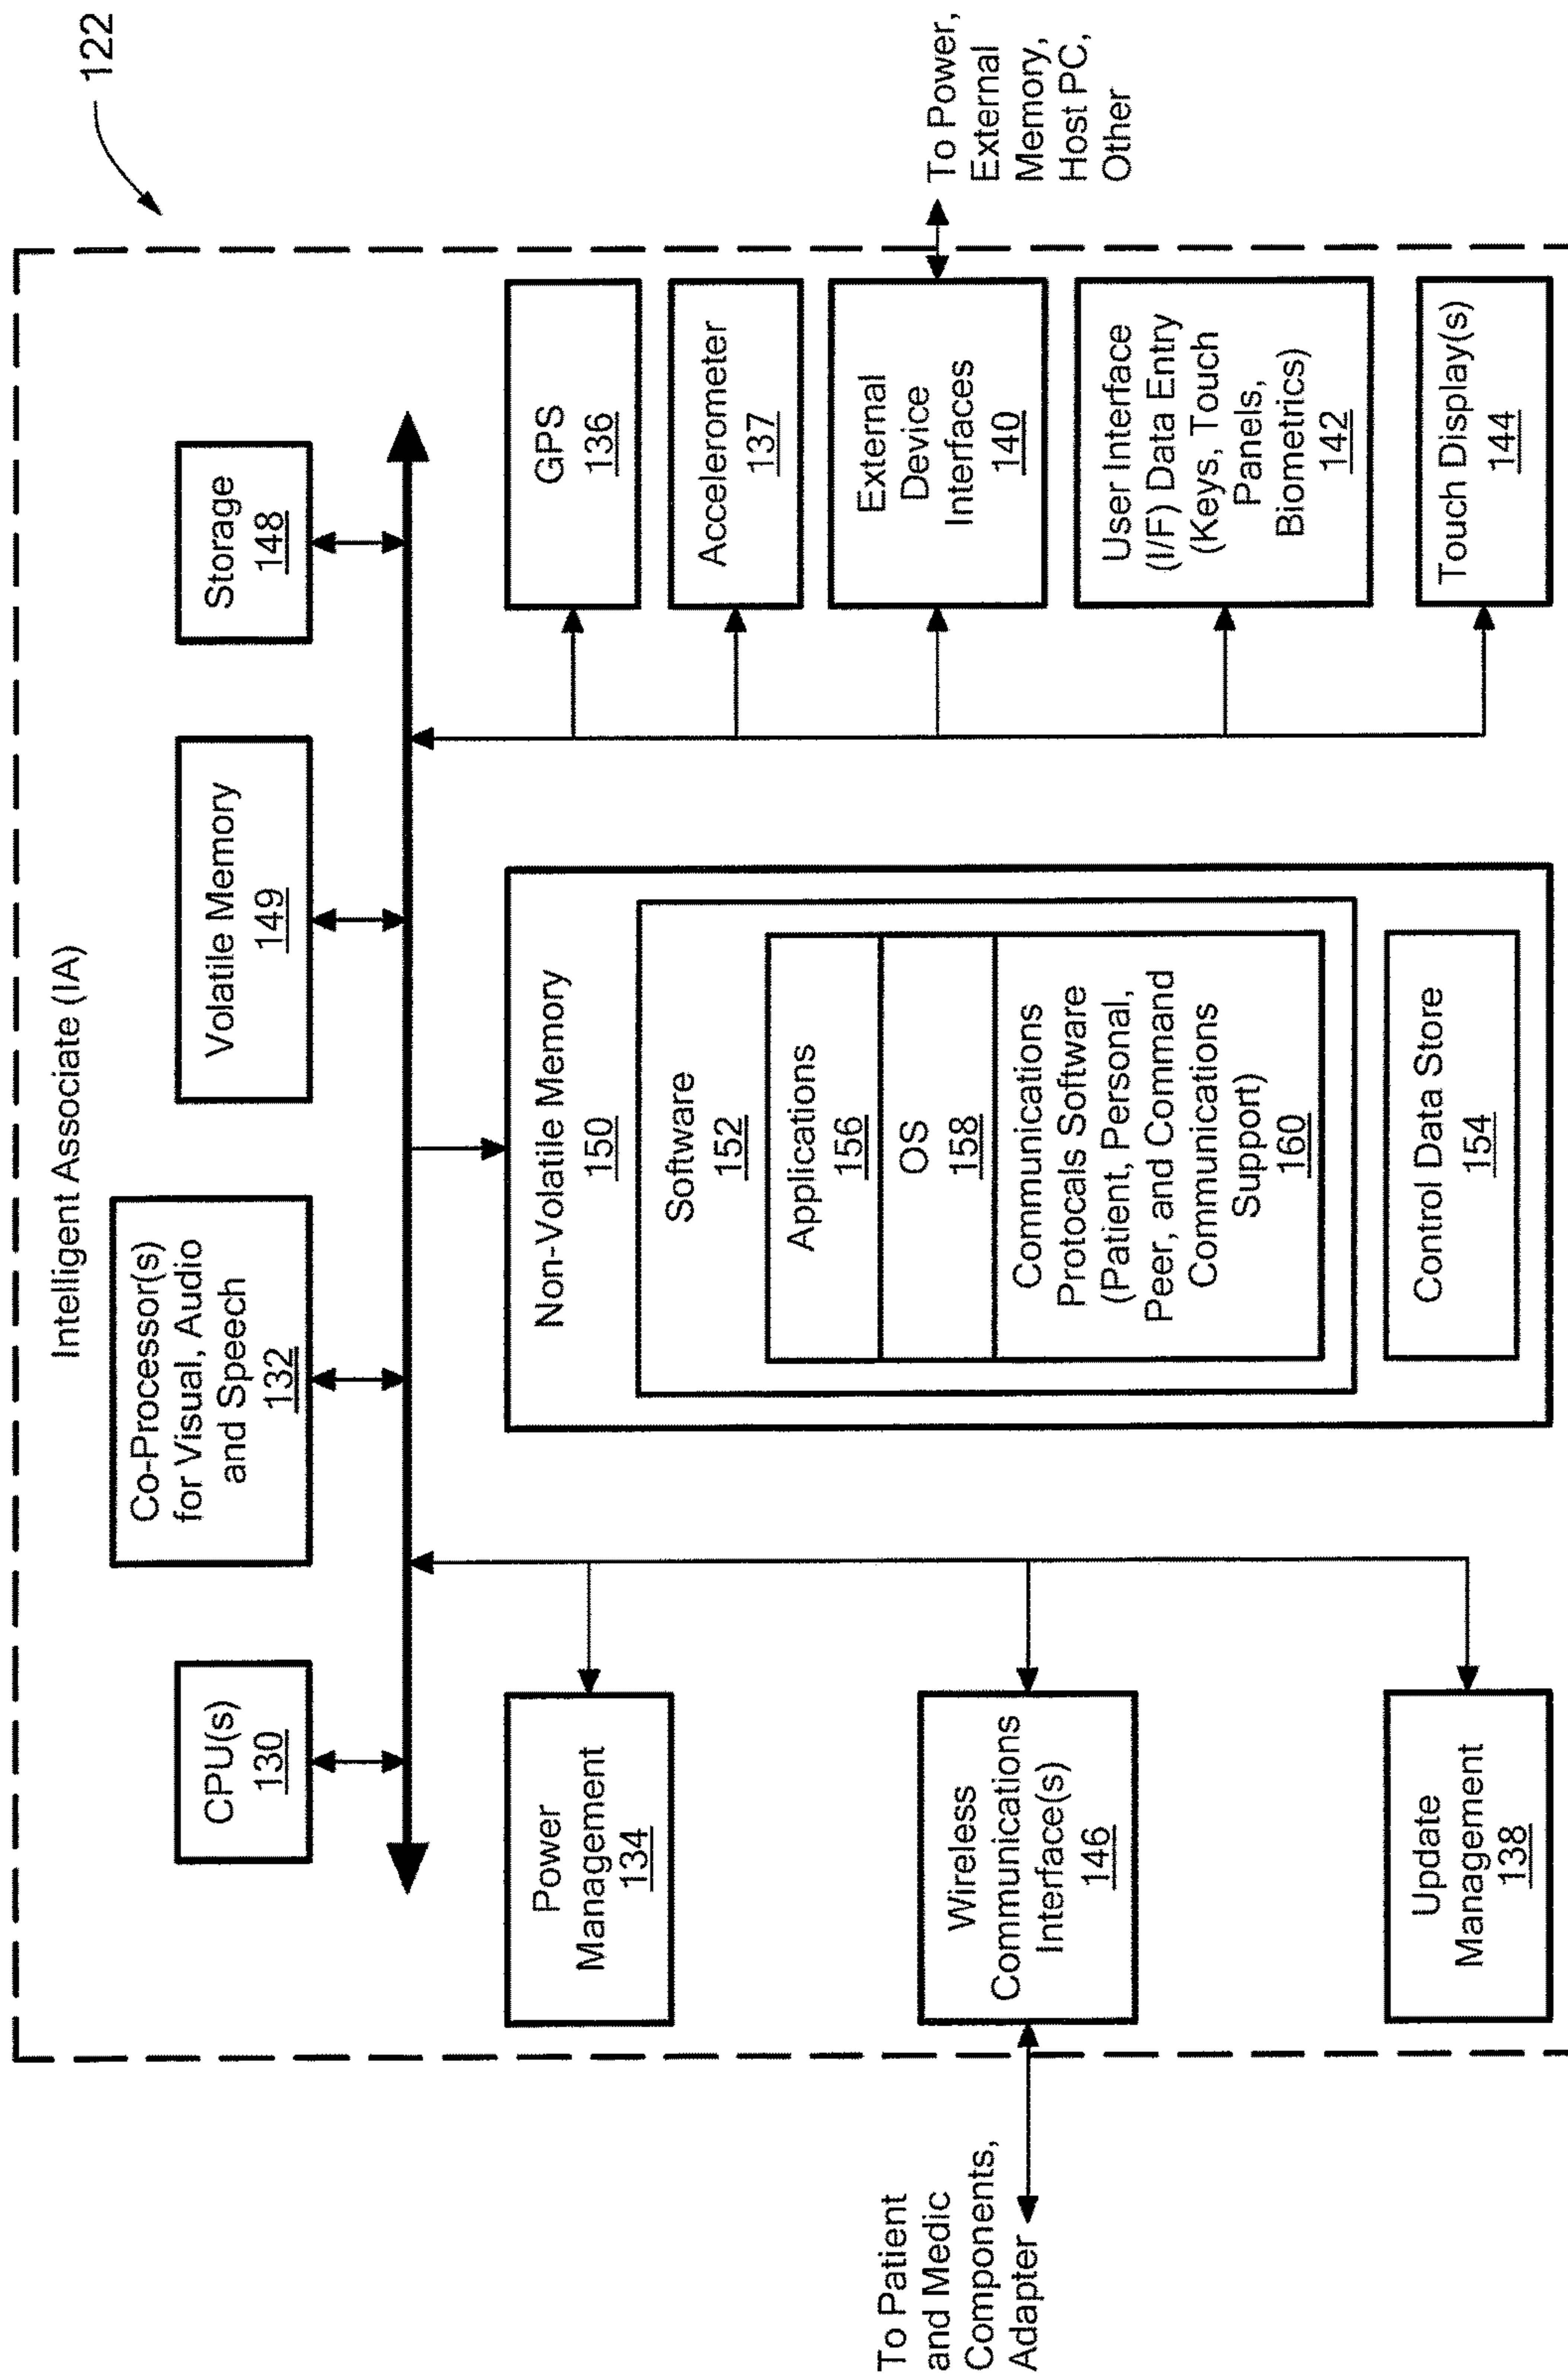 122
Intelligent Associate (IA)
CPU(s)
130
Co-Processor(s)
for Visual, Audio
and Speech
132
Volatile Memory
149
Storage
148
Power
Management
134
Wireless
Communications
Interface(s)
146
Update
Management
138
To Patient
and Medic
Components,
Adapter
Non-Volatile Memory
150
Software
152
Applications
156
OS
158
Communications
Protocals Software
(Patient, Personal,
Peer, and Command
Communications
Support)
160
Control Data Store
154
GPS
136
Accelerometer
137
External
Device
Interfaces
140
User Interface
(I/F) Data Entry
(Keys, Touch
Panels,
Biometrics)
142
Touch Display(s)
144
To Power,
External
Memory,
Host PC,
Other